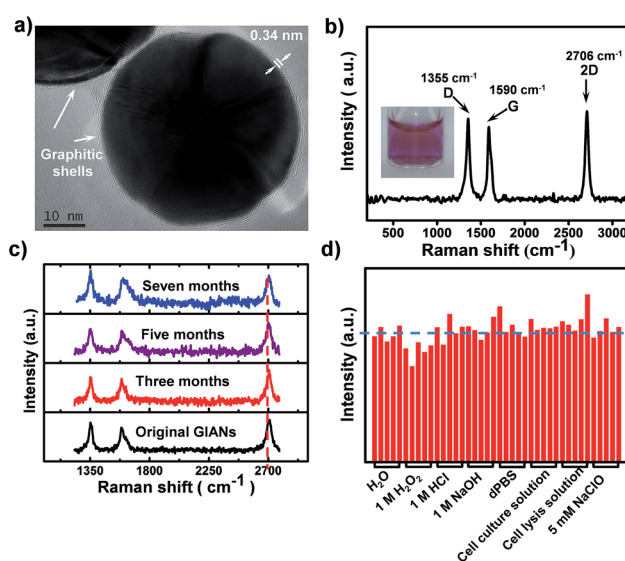 a)
0.34 nm
Graphitic
shells
10 nm
b)
Intensity (a.u.)
1355 cm⁻¹
D
1590 cm⁻¹
G
2706 cm⁻¹
2D
500 1000 1500 2000 2500 3000
Raman shift (cm⁻¹)
c)
Intensity (a.u.)
Seven months
Five months
Three months
Original GIANs
1350 1800 2250 2700
Raman shift ( cm⁻¹)
d)
Intensity (a.u.)
H₂O
1 M H₂O₂
1 M HCl
1 M NaOH
dPBS
Cell culture solution
Cell lysis solution
5 mM NaClO